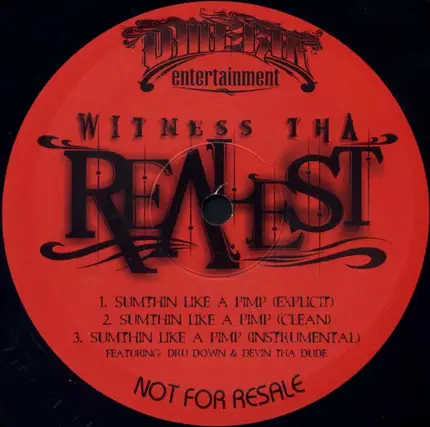 entertainment
WITNESS THA
REALEST
1. SUMTHIN LIKE A PIMP (EXPLICIT)
2. SUMTHIN LIKE A PIMP (CLEAN)
3. SUMTHIN LIKE A PIMP (INSTRUMENTAL)
FEATURING: DRU DOWN & DEVIN THA DUDE
NOT FOR RESALE